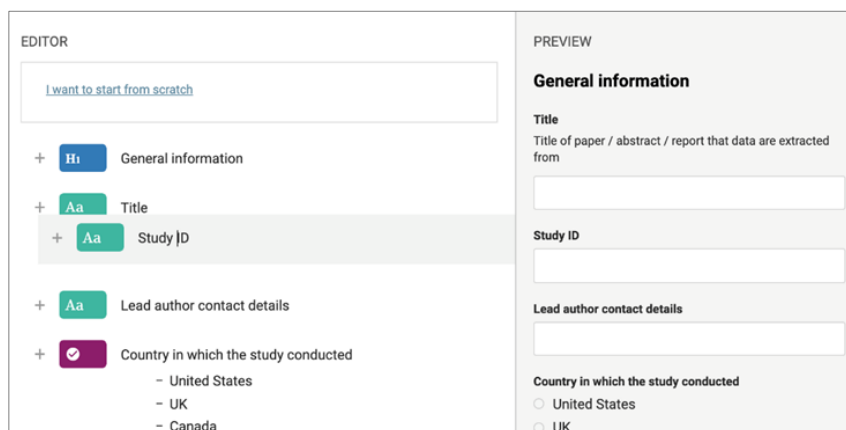 EDITOR
I want to start from scratch
H1 General information
Aa Title
Aa Study ID
Aa Lead author contact details
Country in which the study conducted
- United States
- UK
- Canada
PREVIEW
General information
Title
Title of paper / abstract / report that data are extracted
from
Study ID
Lead author contact details
Country in which the study conducted
United States
UK